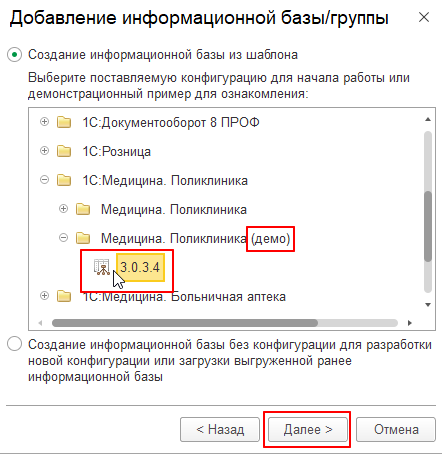 Добавление информационной базы/группы
Создание информационной базы из шаблона
Выберите поставляемую конфигурацию для начала работы или
демонстрационный пример для ознакомления:
1С:Документооборот 8 ПРОФ
1С:Розница
1С:Медицина. Поликлиника
Медицина. Поликлиника
Медицина. Поликлиника (демо)
3.0.3.4
1С:Медицина. Больничная аптека
Создание информационной базы без конфигурации для разработки
новой конфигурации или загрузки выгруженной ранее
информационной базы
< Назад Далее > Отмена